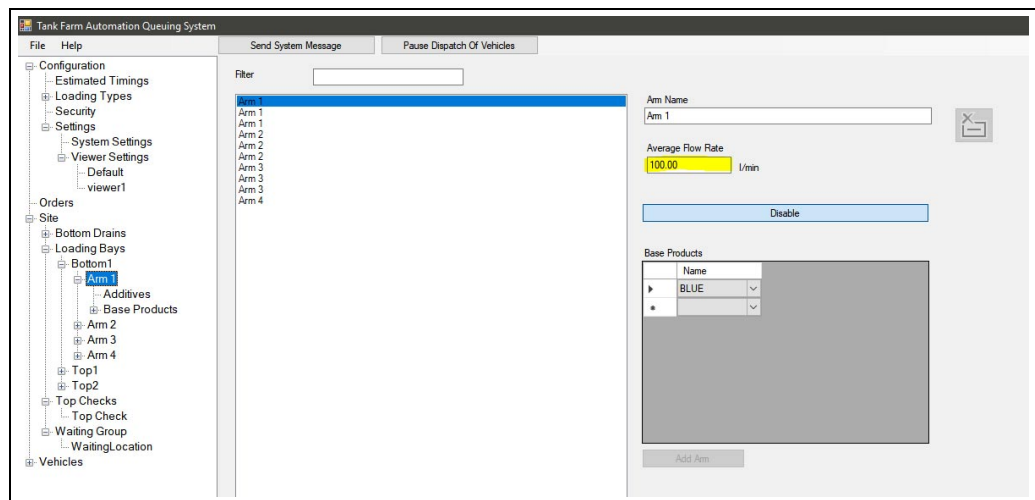 Tank Farm Automation Queuing System
File Help Send System Message Pause Dispatch Of Vehicles
Configuration
Estimated Timings
Loading Types
Security
Settings
System Settings
Viewer Settings
Default
viewer1
Orders
Site
Bottom Drains
Loading Bays
Bottom1
Arm 1
Additives
Base Products
Arm 2
Arm 3
Arm 4
Top1
Top2
Top Checks
Top Check
Waiting Group
WaitingLocation
Vehicles
Filter
Arm 1
Arm 1
Arm 1
Arm 2
Arm 2
Arm 2
Arm 3
Arm 3
Arm 3
Arm 4
Arm Name
Arm 1
Average Flow Rate
100.00 l/min
Disable
Base Products
Name
BLUE
Add Arm